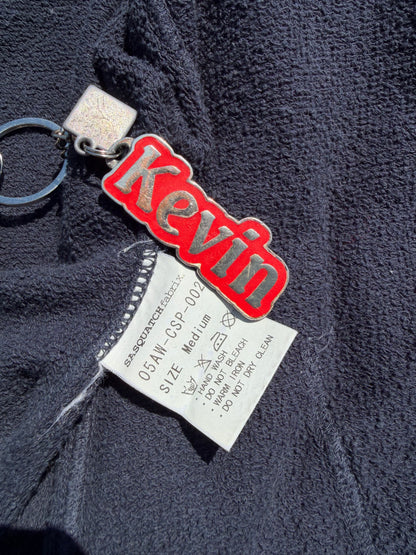 Kevin
SASQUATCHfabrix.
05AW-CSP-002
SIZE Medium
・HAND WASH
・DO NOT BLEACH
・WARM IRON
・DO NOT DRY CLEAN